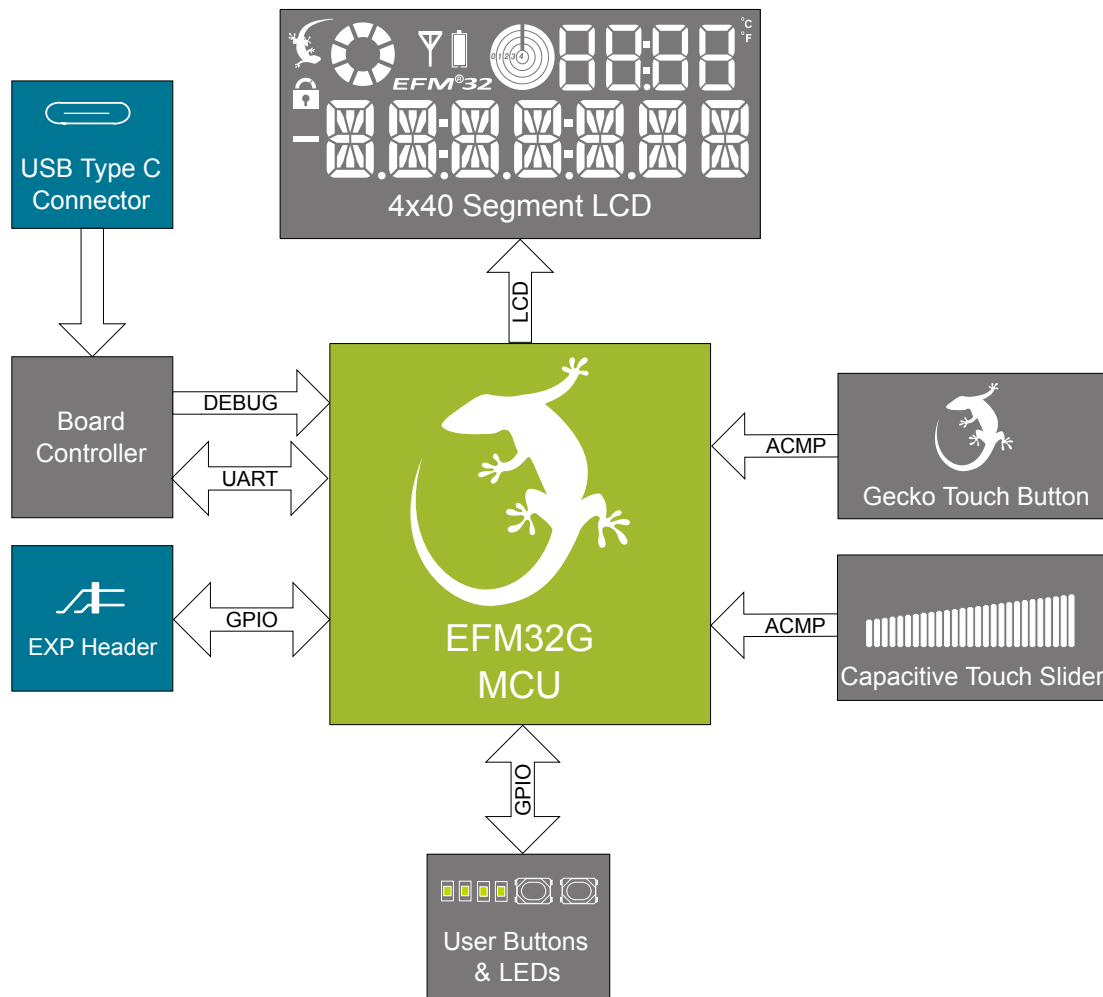 °C
°F
0 1 2 3 4
EFM®32
4x40 Segment LCD
USB Type C
Connector
LCD
Board
Controller
DEBUG
UART
ACMP
Gecko Touch Button
EXP Header
GPIO
EFM32G
MCU
ACMP
Capacitive Touch Slider
GPIO
User Buttons
& LEDs